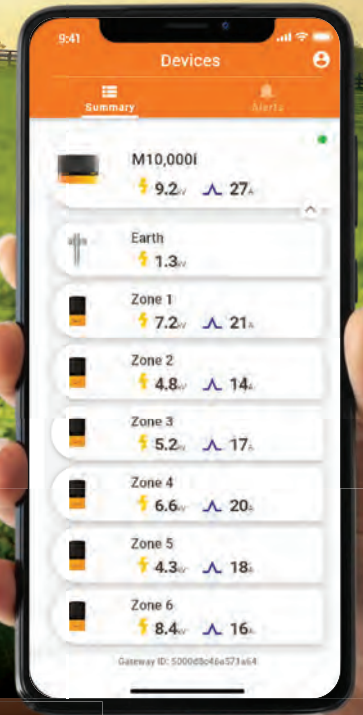 9:41
Devices
Summary Alerts
M10,000i
9.2kV 27A
Earth
1.3kV
Zone 1
7.2kV 21A
Zone 2
4.8kV 14A
Zone 3
5.2kV 17A
Zone 4
6.6kV 20A
Zone 5
4.3kV 18A
Zone 6
8.4kV 16A
Gateway ID: